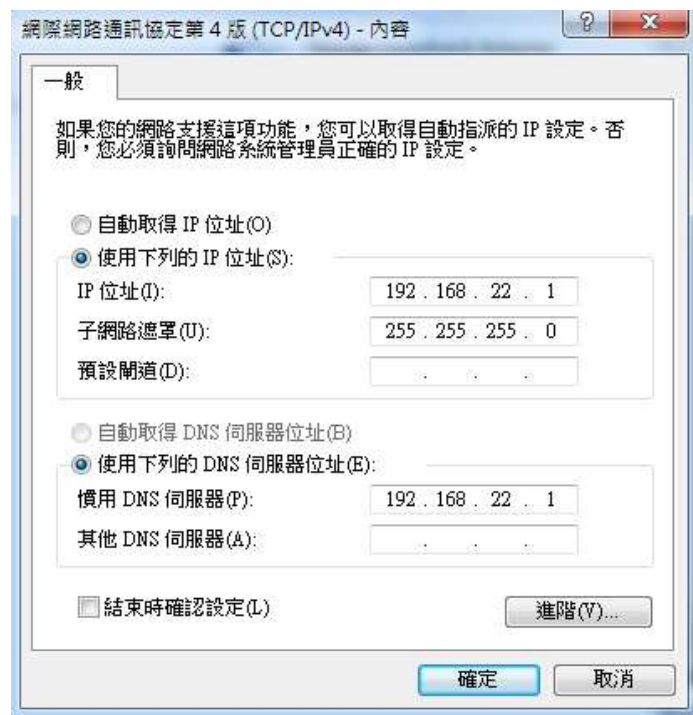 網際網路通訊協定第 4 版 (TCP/IPv4) - 內容
一般
如果您的網路支援這項功能，您可以取得自動指派的 IP 設定。否
則，您必須詢問網路系統管理員正確的 IP 設定。
自動取得 IP 位址(O)
使用下列的 IP 位址(S):
IP 位址(I): 192 . 168 . 22 . 1
子網路遮罩(U): 255 . 255 . 255 . 0
預設閘道(D): . . .
自動取得 DNS 伺服器位址(B)
使用下列的 DNS 伺服器位址(E):
慣用 DNS 伺服器(P): 192 . 168 . 22 . 1
其他 DNS 伺服器(A): . . .
結束時確認設定(L)
進階(V)...
確定 取消